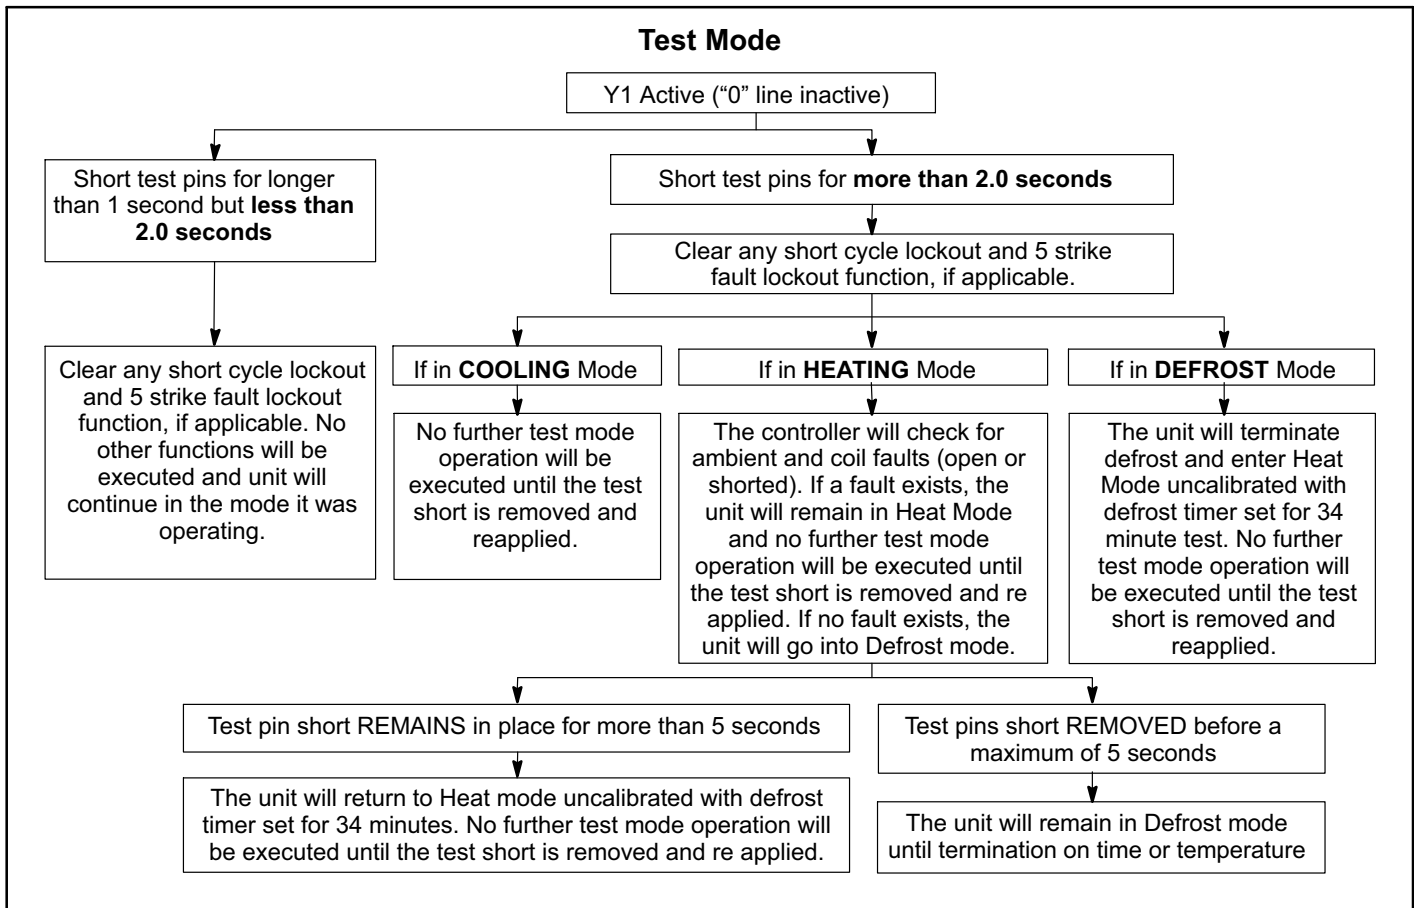 Test Mode
Y1 Active (“0” line inactive)
Short test pins for longer
than 1 second but less than
2.0 seconds
Short test pins for more than 2.0 seconds
Clear any short cycle lockout and 5 strike
fault lockout function, if applicable.
Clear any short cycle lockout
and 5 strike fault lockout
function, if applicable. No
other functions will be
executed and unit will
continue in the mode it was
operating.
If in COOLING Mode
No further test mode
operation will be
executed until the test
short is removed and
reapplied.
If in HEATING Mode
The controller will check for
ambient and coil faults (open or
shorted). If a fault exists, the
unit will remain in Heat Mode
and no further test mode
operation will be executed until
the test short is removed and re
applied. If no fault exists, the
unit will go into Defrost mode.
If in DEFROST Mode
The unit will terminate
defrost and enter Heat
Mode uncalibrated with
defrost timer set for 34
minute test. No further
test mode operation will
be executed until the test
short is removed and
reapplied.
Test pin short REMAINS in place for more than 5 seconds
The unit will return to Heat mode uncalibrated with defrost
timer set for 34 minutes. No further test mode operation will
be executed until the test short is removed and re applied.
Test pins short REMOVED before a
maximum of 5 seconds
The unit will remain in Defrost mode
until termination on time or temperature